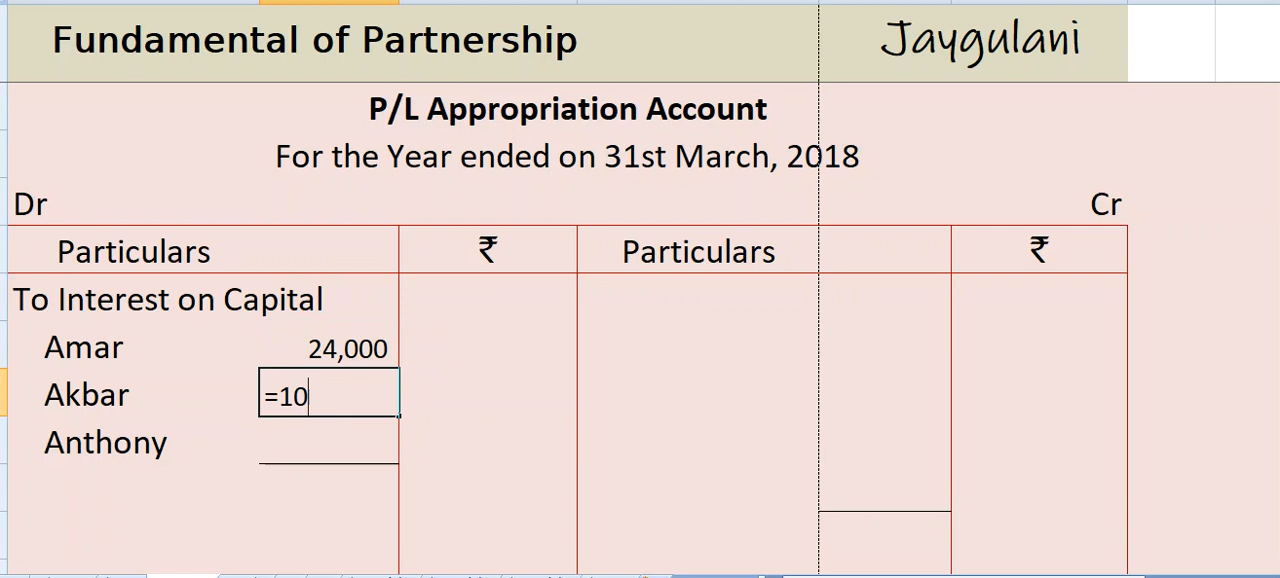 Fundamental of Partnership Jaygulani
P/L Appropriation Account
For the Year ended on 31st March, 2018
Dr Cr
Particulars ₹ Particulars ₹
To Interest on Capital
Amar 24,000
Akbar =10
Anthony